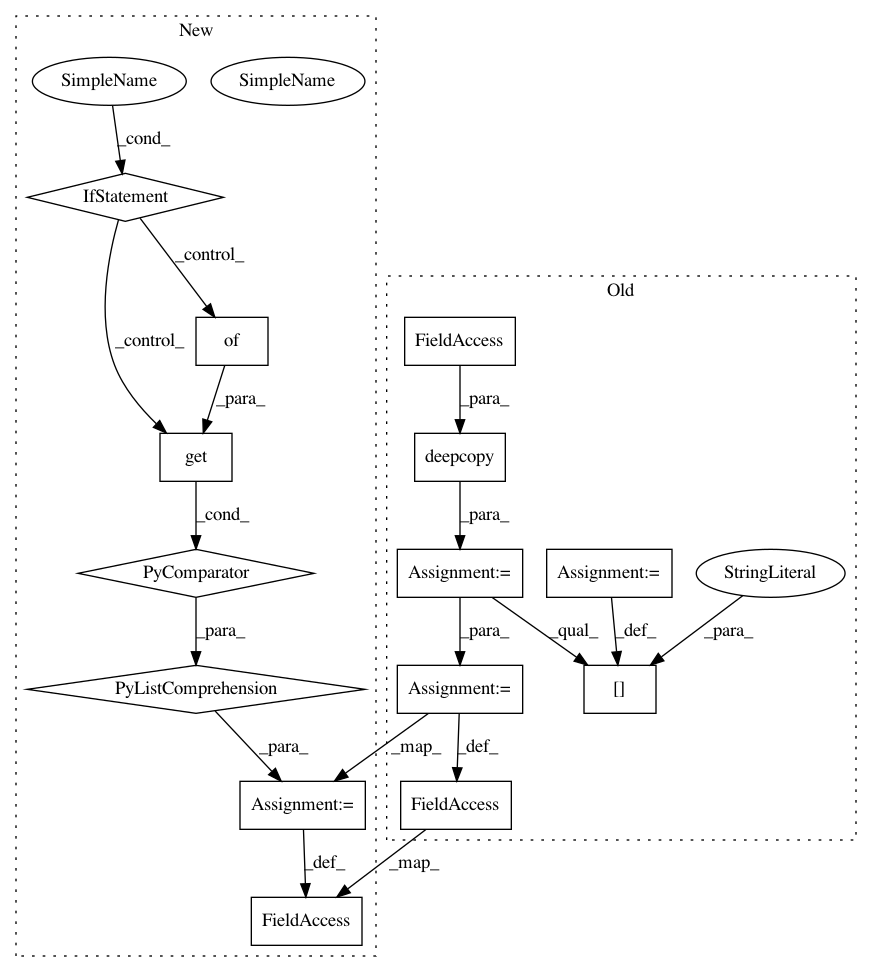 New
SimpleName
SimpleName
_cond_
IfStatement
_control_
Old
of
FieldAccess
_control_
_para_
_para_
get
deepcopy
_cond_
_para_
PyComparator
Assignment:=
Assignment:=
StringLiteral
_para_
_para_
_qual_
_def_
_para_
PyListComprehension
Assignment:=
[]
_para_
_map_
_def_
Assignment:=
FieldAccess
_def_
_map_
FieldAccess